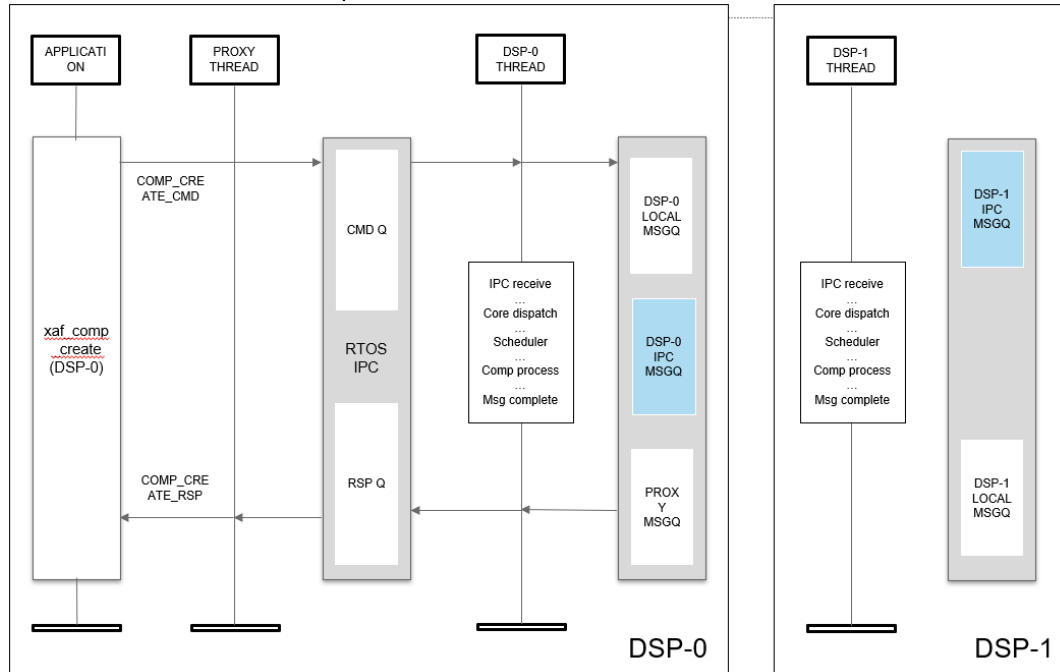 APPLICATI
ON
PROXY
THREAD
DSP-0
THREAD
DSP-1
THREAD
COMP_CRE
ATE_CMD
CMD Q
DSP-0
LOCAL
MSGQ
DSP-1
IPC
MSGQ
xaf_comp
_create
(DSP-0)
RTOS
IPC
IPC receive
...
Core dispatch
...
Scheduler
...
Comp process
...
Msg complete
DSP-0
IPC
MSGQ
IPC receive
...
Core dispatch
...
Scheduler
...
Comp process
...
Msg complete
COMP_CRE
ATE_RSP
RSP Q
PROX
Y
MSGQ
DSP-1
LOCAL
MSGQ
DSP-0
DSP-1